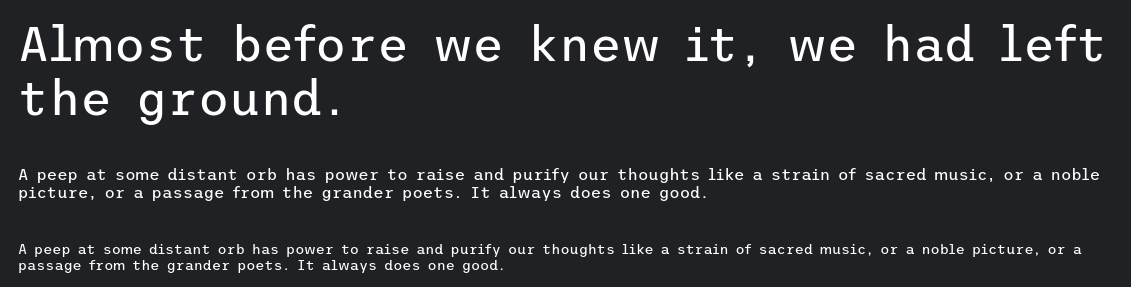 Almost before we knew it, we had left
the ground.
A peep at some distant orb has power to raise and purify our thoughts like a strain of sacred music, or a noble
picture, or a passage from the grander poets. It always does one good.
A peep at some distant orb has power to raise and purify our thoughts like a strain of sacred music, or a noble picture, or a
passage from the grander poets. It always does one good.